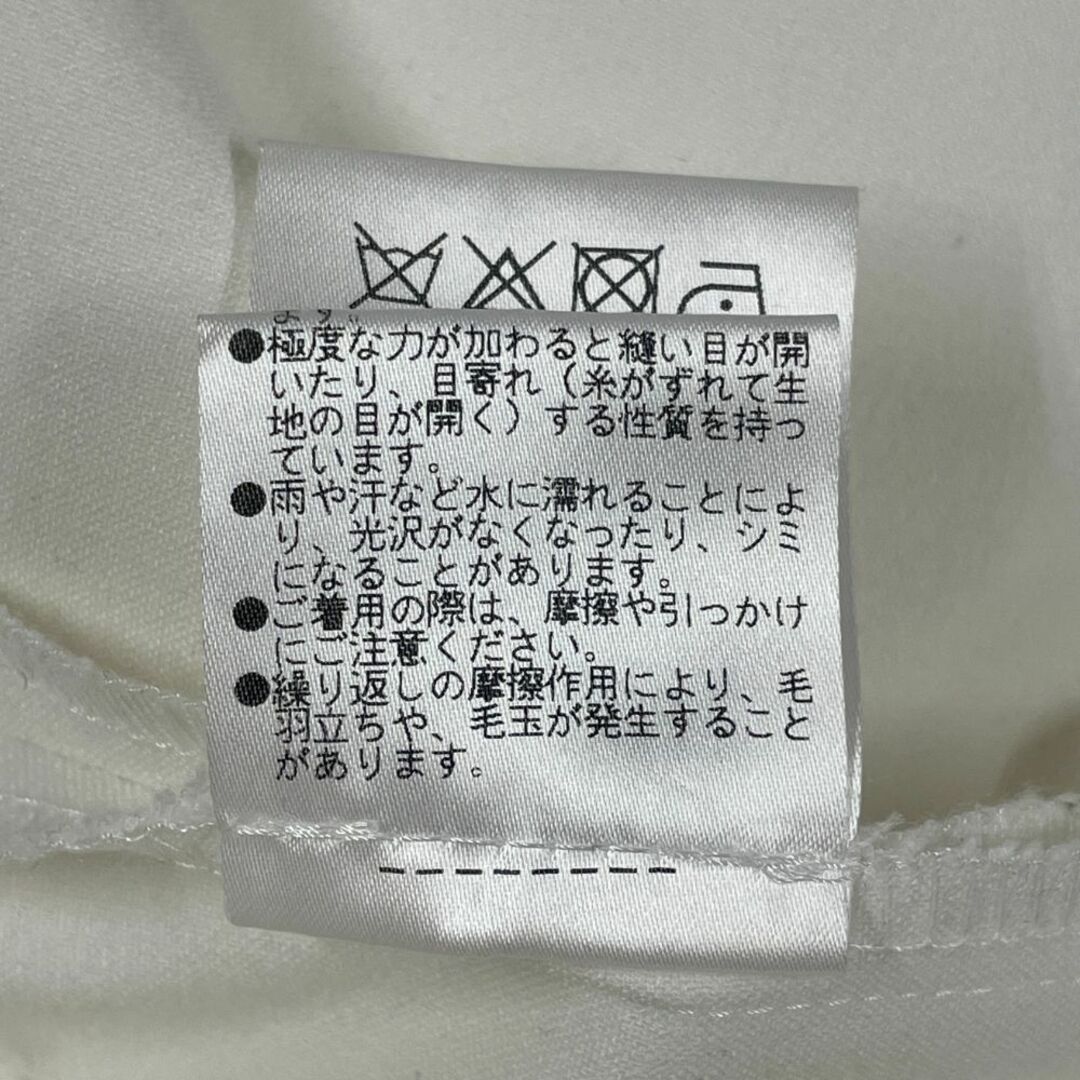 ●極度な力が加わると縫い目が開
いたり、目寄れ（糸がずれて生
地の目が開く）する性質を持っ
ています。
●雨や汗など水に濡れることによ
り、光沢がなくなったり、シミ
になることがあります。
●ご着用の際は、摩擦や引っかけ
にご注意ください。
●繰り返しの摩擦作用により、毛
羽立ちや、毛玉が発生すること
があります。